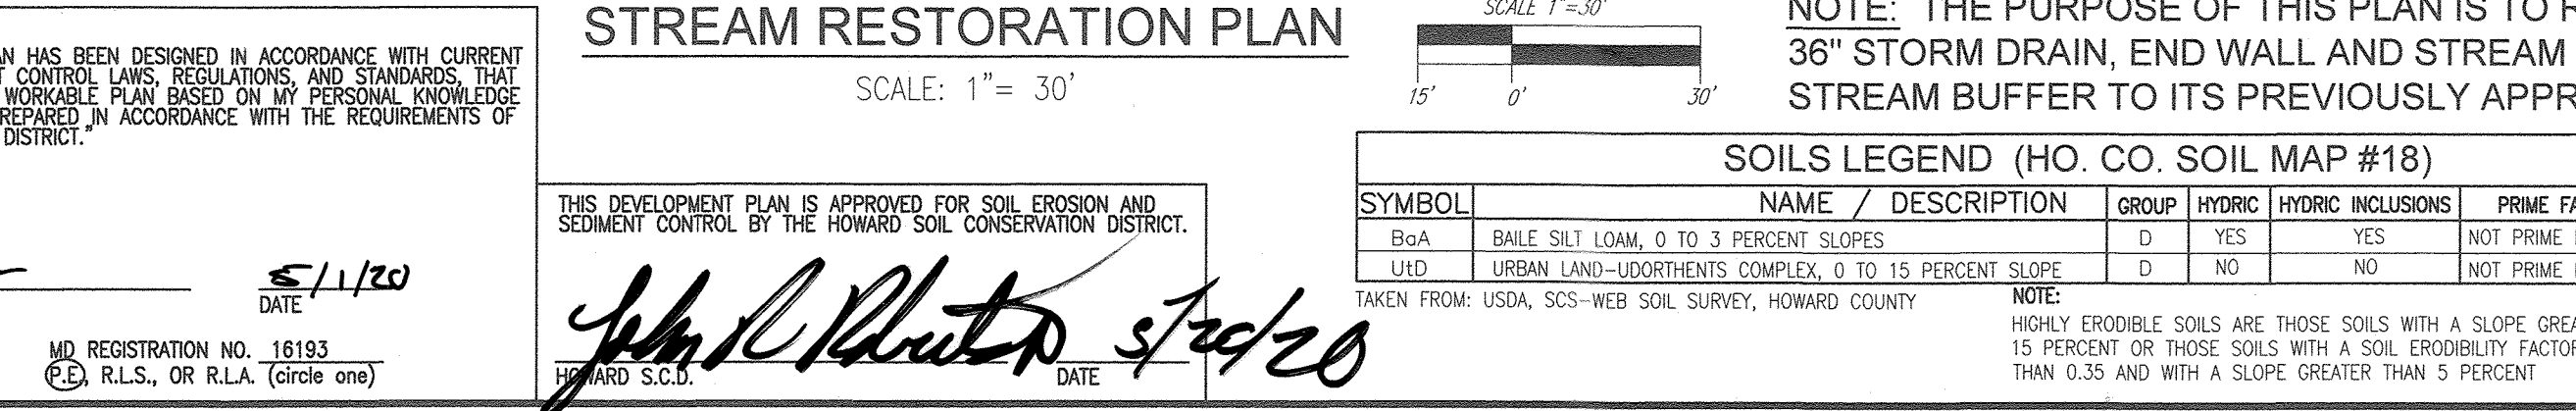 AN HAS BEEN DESIGNED IN ACCORDANCE WITH CURRENT
T CONTROL LAWS, REGULATIONS, AND STANDARDS, THAT
WORKABLE PLAN BASED ON MY PERSONAL KNOWLEDGE
REPARED IN ACCORDANCE WITH THE REQUIREMENTS OF
DISTRICT."
5/1/20
DATE
MD REGISTRATION NO. 16193
P.E., R.L.S., OR R.L.A. (circle one)
STREAM RESTORATION PLAN
SCALE: 1"= 30'
THIS DEVELOPMENT PLAN IS APPROVED FOR SOIL EROSION AND
SEDIMENT CONTROL BY THE HOWARD SOIL CONSERVATION DISTRICT.
John R Robertson 5/20/20
HOWARD S.C.D. DATE
SCALE 1"=30'
15' 0' 30'
NOTE: THE PURPOSE OF THIS PLAN IS TO R
36" STORM DRAIN, END WALL AND STREAM
STREAM BUFFER TO ITS PREVIOUSLY APPR
SOILS LEGEND (HO. CO. SOIL MAP #18)
SYMBOL NAME / DESCRIPTION GROUP HYDRIC HYDRIC INCLUSIONS PRIME FA
BaA BAILE SILT LOAM, 0 TO 3 PERCENT SLOPES D YES YES NOT PRIME
UtD URBAN LAND-UDORTHENTS COMPLEX, 0 TO 15 PERCENT SLOPE D NO NO NOT PRIME
TAKEN FROM: USDA, SCS-WEB SOIL SURVEY, HOWARD COUNTY
NOTE:
HIGHLY ERODIBLE SOILS ARE THOSE SOILS WITH A SLOPE GREA
15 PERCENT OR THOSE SOILS WITH A SOIL ERODIBILITY FACTOR
THAN 0.35 AND WITH A SLOPE GREATER THAN 5 PERCENT